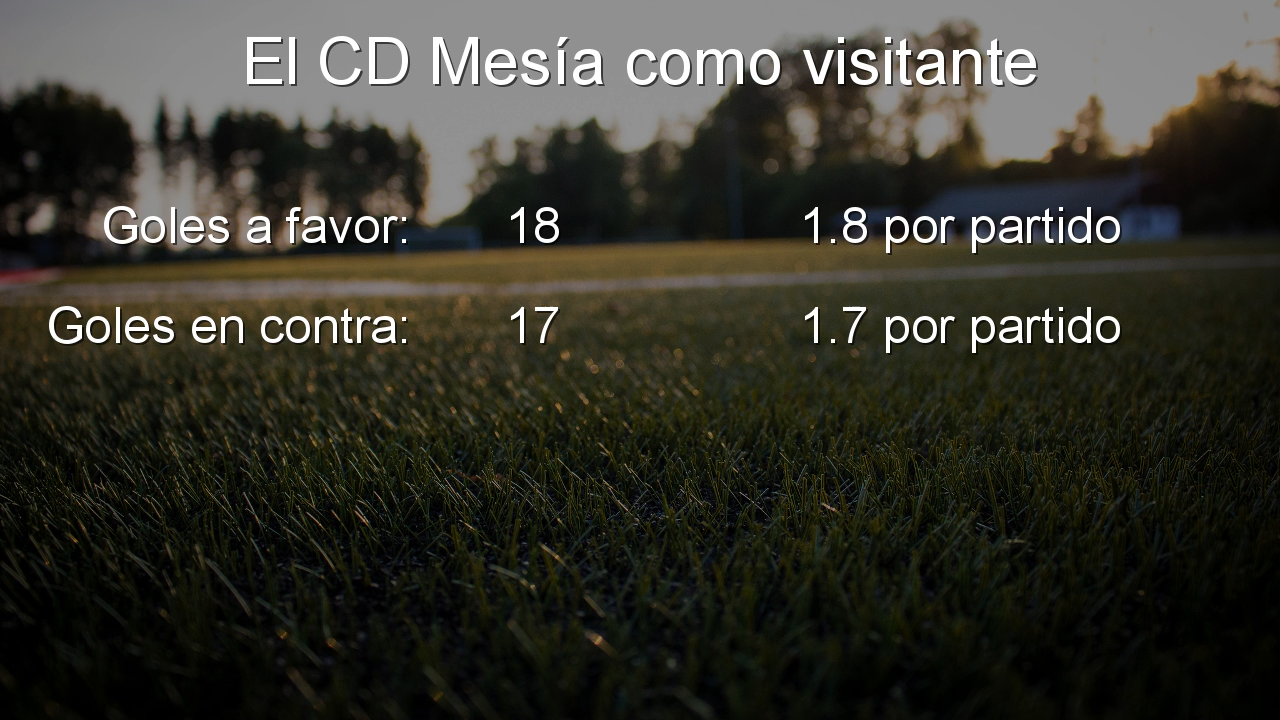 El CD Mesía como visitante
Goles a favor: 18 1.8 por partido
Goles en contra: 17 1.7 por partido